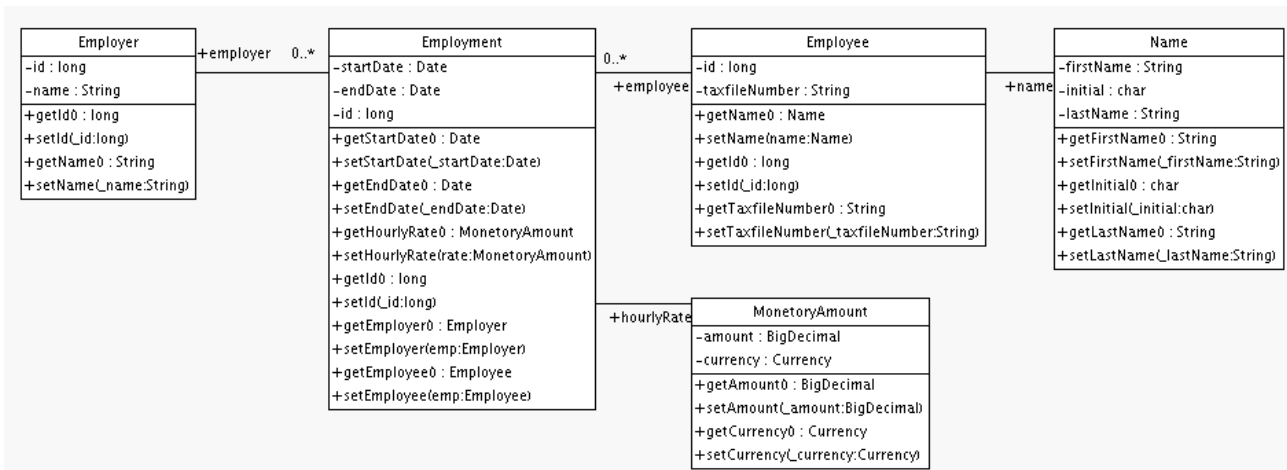 Employer
-id : long
-name : String
+getId() : long
+setId(_id:long)
+getName() : String
+setName(_name:String)
+employer 0..*
Employment
-startDate : Date
-endDate : Date
-id : long
+getStartDate() : Date
+setStartDate(_startDate:Date)
+getEndDate() : Date
+setEndDate(_endDate:Date)
+getHourlyRate() : MonetoryAmount
+setHourlyRate(rate:MonetoryAmount)
+getId() : long
+setId(_id:long)
+getEmployer() : Employer
+setEmployer(emp:Employer)
+getEmployee() : Employee
+setEmployee(emp:Employee)
0..*
+employee
Employee
-id : long
-taxfileNumber : String
+getName() : Name
+setName(name:Name)
+getId() : long
+setId(_id:long)
+getTaxfileNumber() : String
+setTaxfileNumber(_taxfileNumber:String)
+name
Name
-firstName : String
-initial : char
-lastName : String
+getFirstName() : String
+setFirstName(_firstName:String)
+getInitial() : char
+setInitial(_initial:char)
+getLastName() : String
+setLastName(_lastName:String)
+hourlyRate
MonetoryAmount
-amount : BigDecimal
-currency : Currency
+getAmount() : BigDecimal
+setAmount(_amount:BigDecimal)
+getCurrency() : Currency
+setCurrency(_currency:Currency)